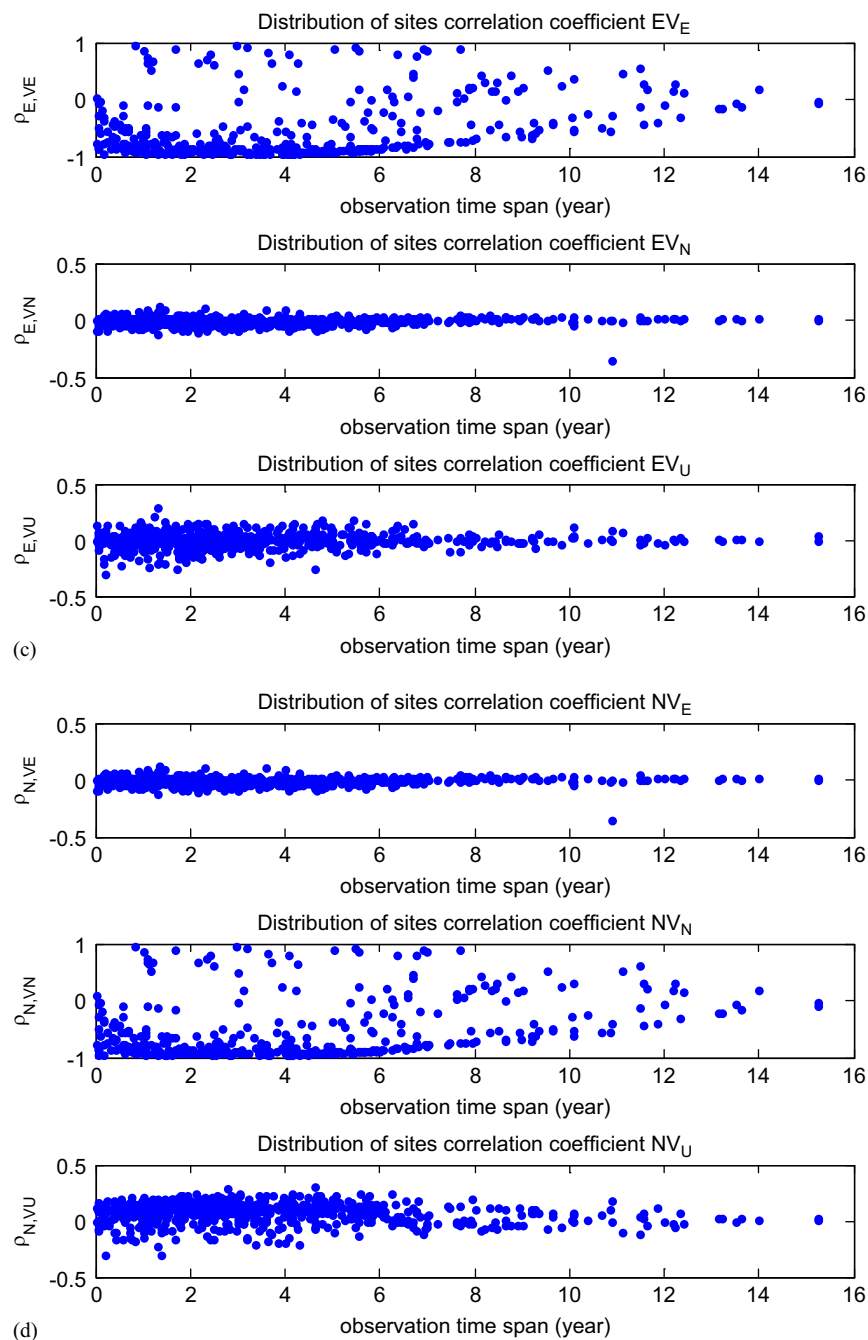 Distribution of sites correlation coefficient EV_E
1
0
-1
ρ_E,VE
0 2 4 6 8 10 12 14 16
observation time span (year)
Distribution of sites correlation coefficient EV_N
0.5
0
-0.5
ρ_E,VN
0 2 4 6 8 10 12 14 16
observation time span (year)
Distribution of sites correlation coefficient EV_U
0.5
0
-0.5
ρ_E,VU
0 2 4 6 8 10 12 14 16
observation time span (year)
(c)
Distribution of sites correlation coefficient NV_E
0.5
0
-0.5
ρ_N,VE
0 2 4 6 8 10 12 14 16
observation time span (year)
Distribution of sites correlation coefficient NV_N
1
0
-1
ρ_N,VN
0 2 4 6 8 10 12 14 16
observation time span (year)
Distribution of sites correlation coefficient NV_U
0.5
0
-0.5
ρ_N,VU
0 2 4 6 8 10 12 14 16
observation time span (year)
(d)